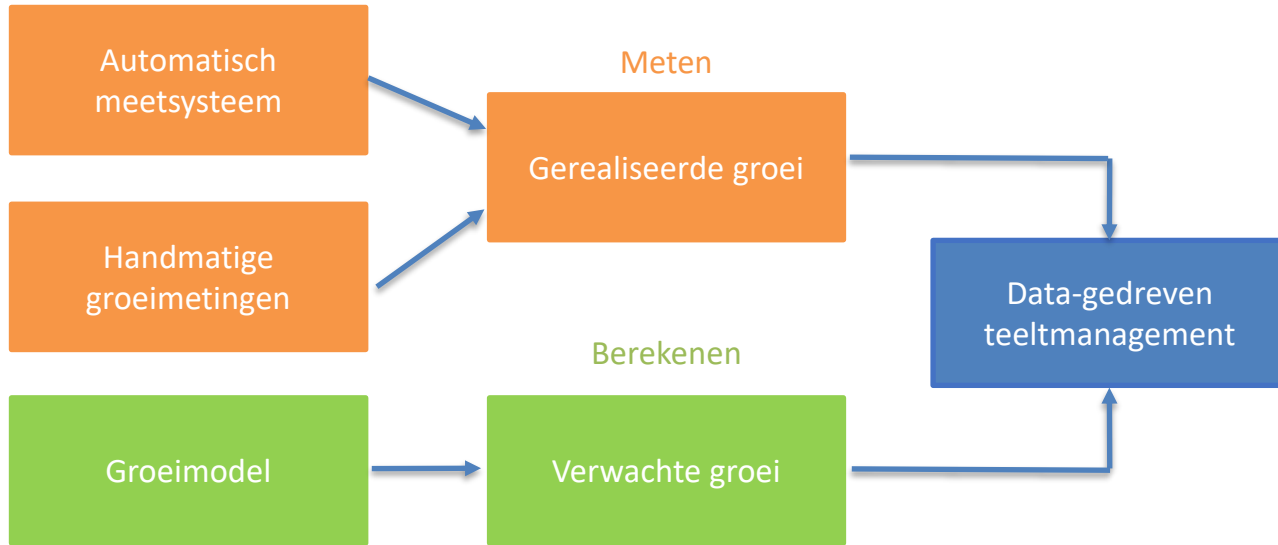 Automatisch
meetsysteem
Meten
Gerealiseerde groei
Handmatige
groeimetingen
Data-gedreven
teeltmanagement
Berekenen
Groeimodel
Verwachte groei